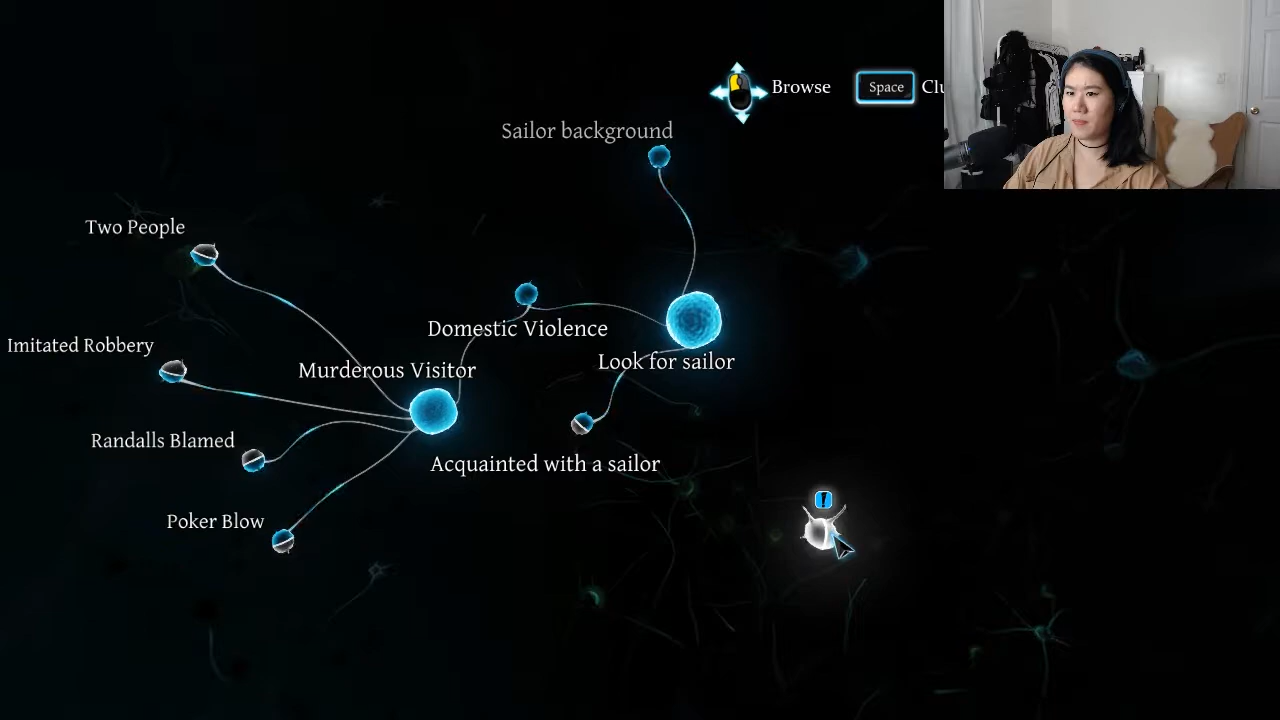 Browse
Space
Clu
Sailor background
Two People
Domestic Violence
Imitated Robbery
Look for sailor
Murderous Visitor
Randalls Blamed
Acquainted with a sailor
Poker Blow
!